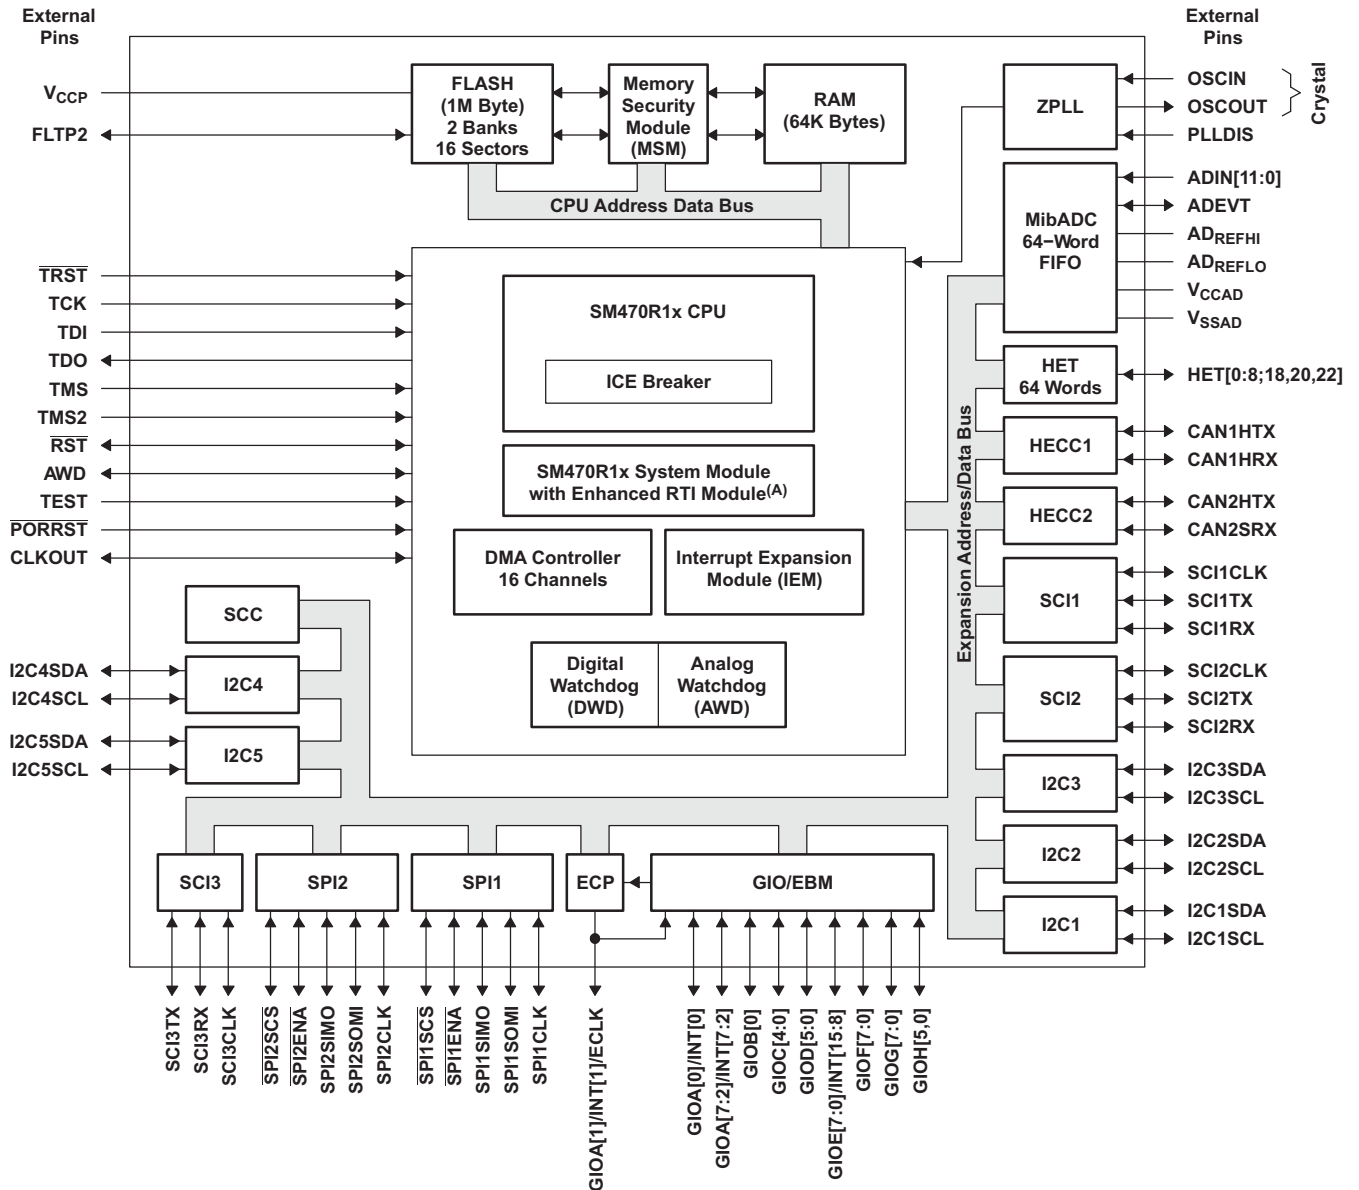 External
Pins
External
Pins
VCCP
FLTP2
FLASH
(1M Byte)
2 Banks
16 Sectors
Memory
Security
Module
(MSM)
RAM
(64K Bytes)
CPU Address Data Bus
ZPLL
OSCIN
OSCOUT
PLLDIS
Crystal
MibADC
64−Word
FIFO
ADIN[11:0]
ADEVT
ADREFHI
ADREFLO
VCCAD
VSSAD
TRST
TCK
TDI
TDO
TMS
TMS2
RST
AWD
TEST
PORRST
CLKOUT
SM470R1x CPU
ICE Breaker
SM470R1x System Module
with Enhanced RTI Module(A)
DMA Controller
16 Channels
Interrupt Expansion
Module (IEM)
Digital
Watchdog
(DWD)
Analog
Watchdog
(AWD)
Expansion Address/Data Bus
HET
64 Words
HET[0:8;18,20,22]
HECC1
CAN1HTX
CAN1HRX
HECC2
CAN2HTX
CAN2SRX
SCI1
SCI1CLK
SCI1TX
SCI1RX
SCI2
SCI2CLK
SCI2TX
SCI2RX
I2C3
I2C3SDA
I2C3SCL
I2C2
I2C2SDA
I2C2SCL
I2C1
I2C1SDA
I2C1SCL
SCC
I2C4SDA
I2C4SCL
I2C4
I2C5SDA
I2C5SCL
I2C5
SCI3
SPI2
SPI1
ECP
GIO/EBM
SCI3TX
SCI3RX
SCI3CLK
SPI2SCS
SPI2ENA
SPI2SIMO
SPI2SOMI
SPI2CLK
SPI1SCS
SPI1ENA
SPI1SIMO
SPI1SOMI
SPI1CLK
GIOA[1]/INT[1]/ECLK
GIOA[0]/INT[0]
GIOA[7:2]/INT[7:2]
GIOB[0]
GIOC[4:0]
GIOD[5:0]
GIOE[7:0]/INT[15:8]
GIOF[7:0]
GIOG[7:0]
GIOH[5,0]